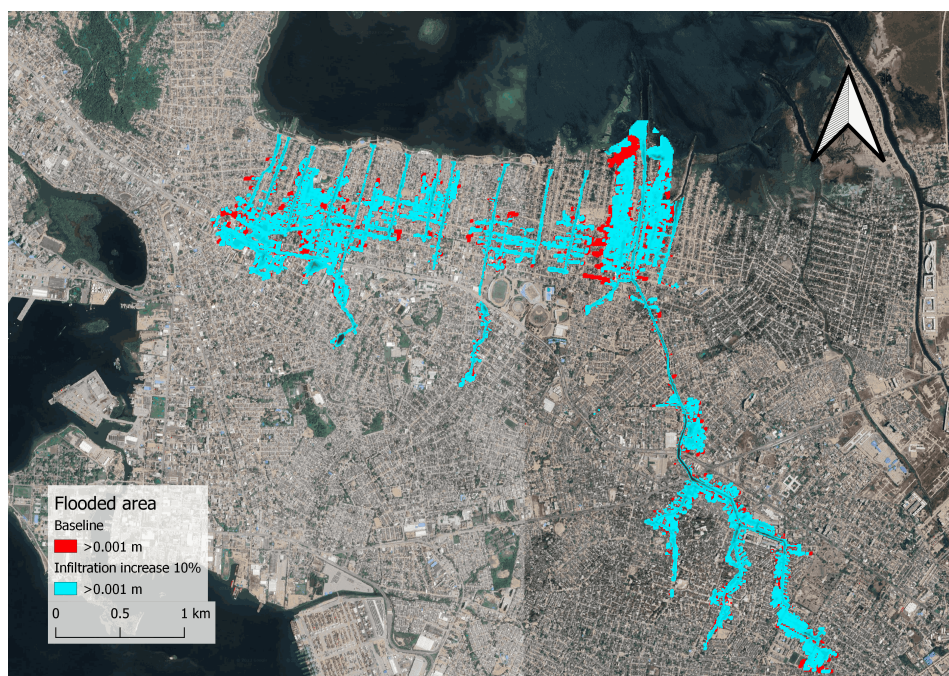 Flooded area
Baseline
>0.001 m
Infiltration increase 10%
>0.001 m
0 0.5 1 km